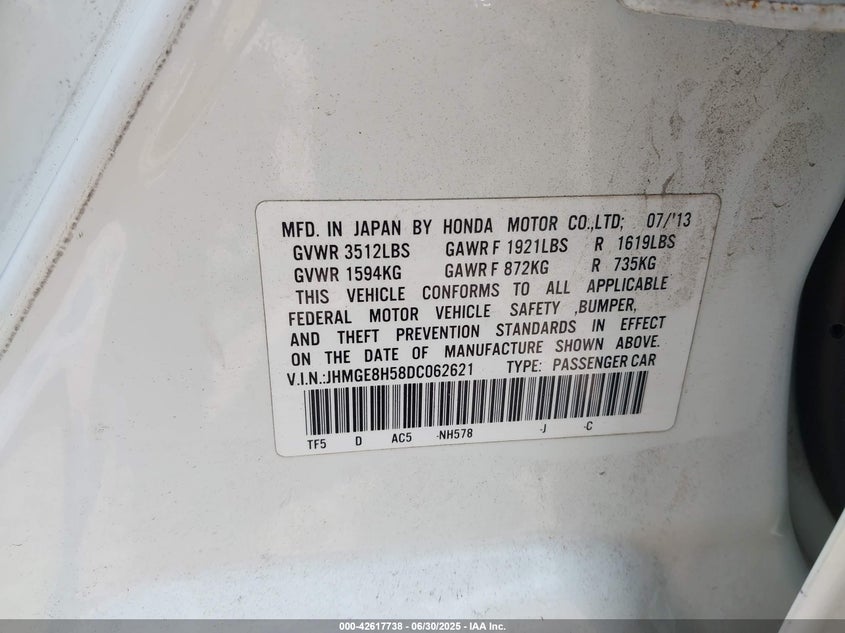 MFD. IN JAPAN BY HONDA MOTOR CO.,LTD; 07/'13
GVWR 3512LBS GAWR F 1921LBS R 1619LBS
GVWR 1594KG GAWR F 872KG R 735KG
THIS VEHICLE CONFORMS TO ALL APPLICABLE
FEDERAL MOTOR VEHICLE SAFETY ,BUMPER,
AND THEFT PREVENTION STANDARDS IN EFFECT
ON THE DATE OF MANUFACTURE SHOWN ABOVE.
V.I.N.:JHMGE8H58DC062621 TYPE: PASSENGER CAR
TF5 D AC5 -NH578 -J -C
000-42617738 - 06/30/2025 - IAA Inc.